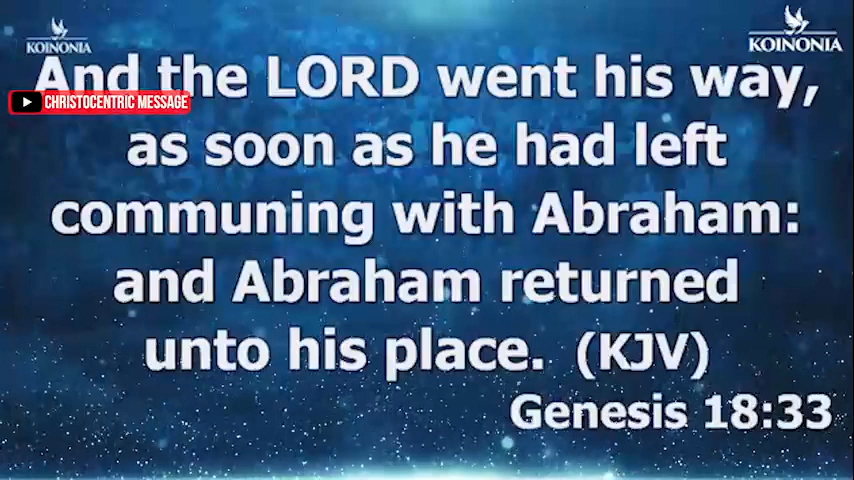 KOINONIA
KOINONIA
And the LORD went his way,
CHRISTOCENTRIC MESSAGE
as soon as he had left
communing with Abraham:
and Abraham returned
unto his place. (KJV)
Genesis 18:33